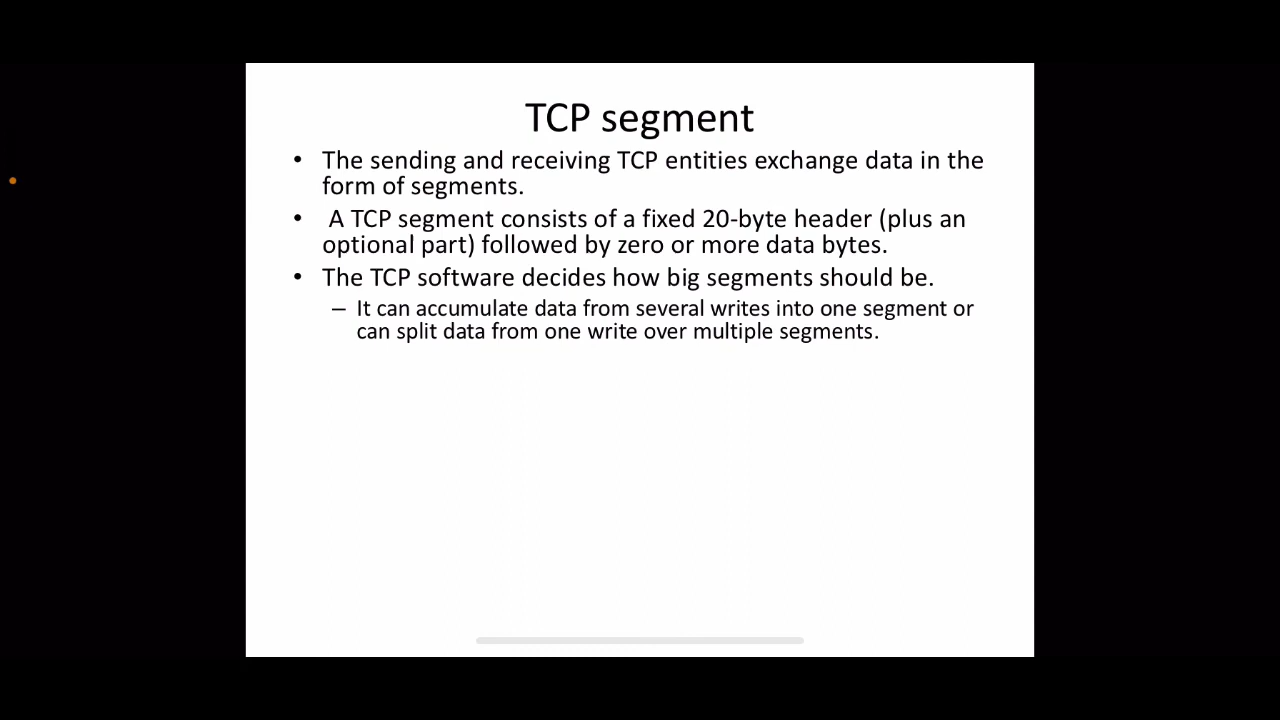 TCP segment
• The sending and receiving TCP entities exchange data in the
form of segments.
• A TCP segment consists of a fixed 20-byte header (plus an
optional part) followed by zero or more data bytes.
• The TCP software decides how big segments should be.
– It can accumulate data from several writes into one segment or
can split data from one write over multiple segments.